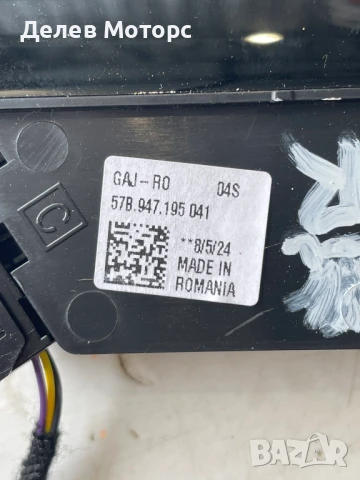 Делев Моторс
GAJ-RO 04S
57B.947.195 041
**8/5/24
MADE IN
ROMANIA
C
BAZAR